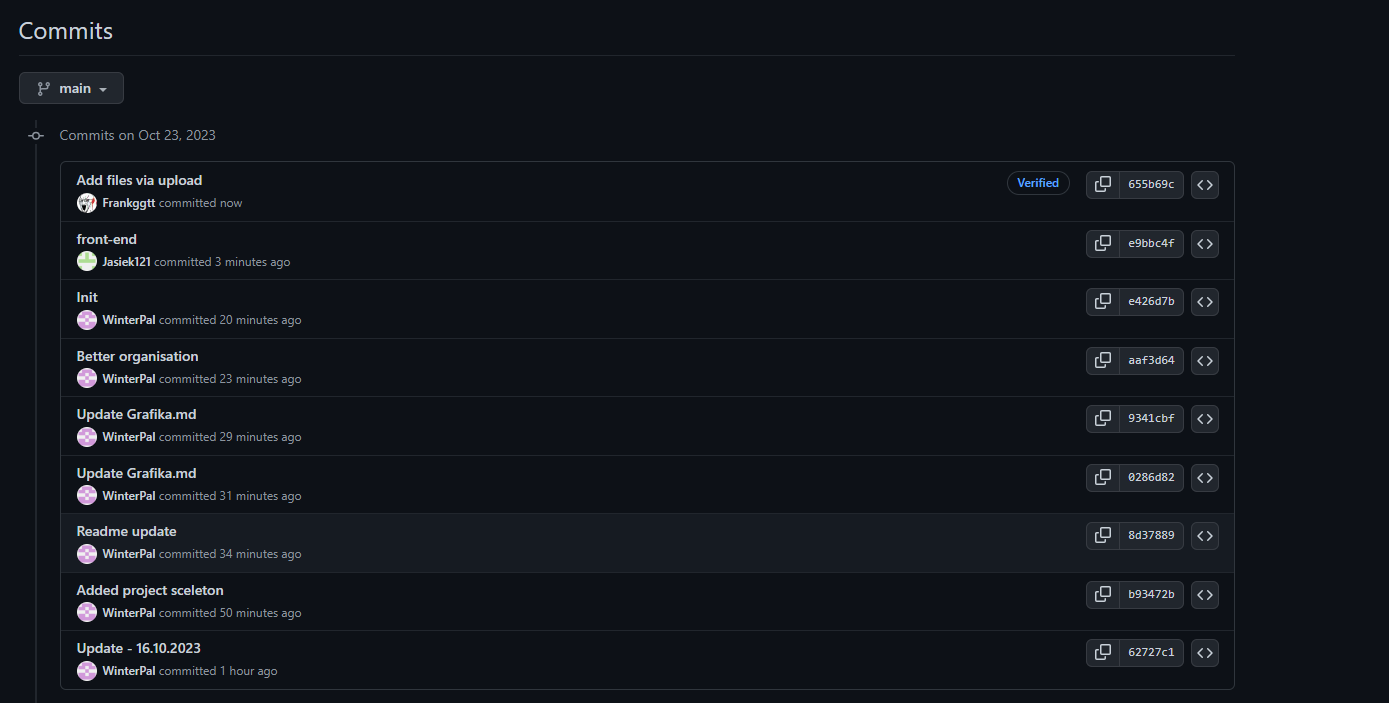 Commits
main
Commits on Oct 23, 2023
Add files via upload
Frankggtt committed now
Verified
655b69c
front-end
Jasiek121 committed 3 minutes ago
e9bbc4f
Init
WinterPal committed 20 minutes ago
e426d7b
Better organisation
WinterPal committed 23 minutes ago
aaf3d64
Update Grafika.md
WinterPal committed 29 minutes ago
9341cbf
Update Grafika.md
WinterPal committed 31 minutes ago
0286d82
Readme update
WinterPal committed 34 minutes ago
8d37889
Added project sceleton
WinterPal committed 50 minutes ago
b93472b
Update - 16.10.2023
WinterPal committed 1 hour ago
62727c1